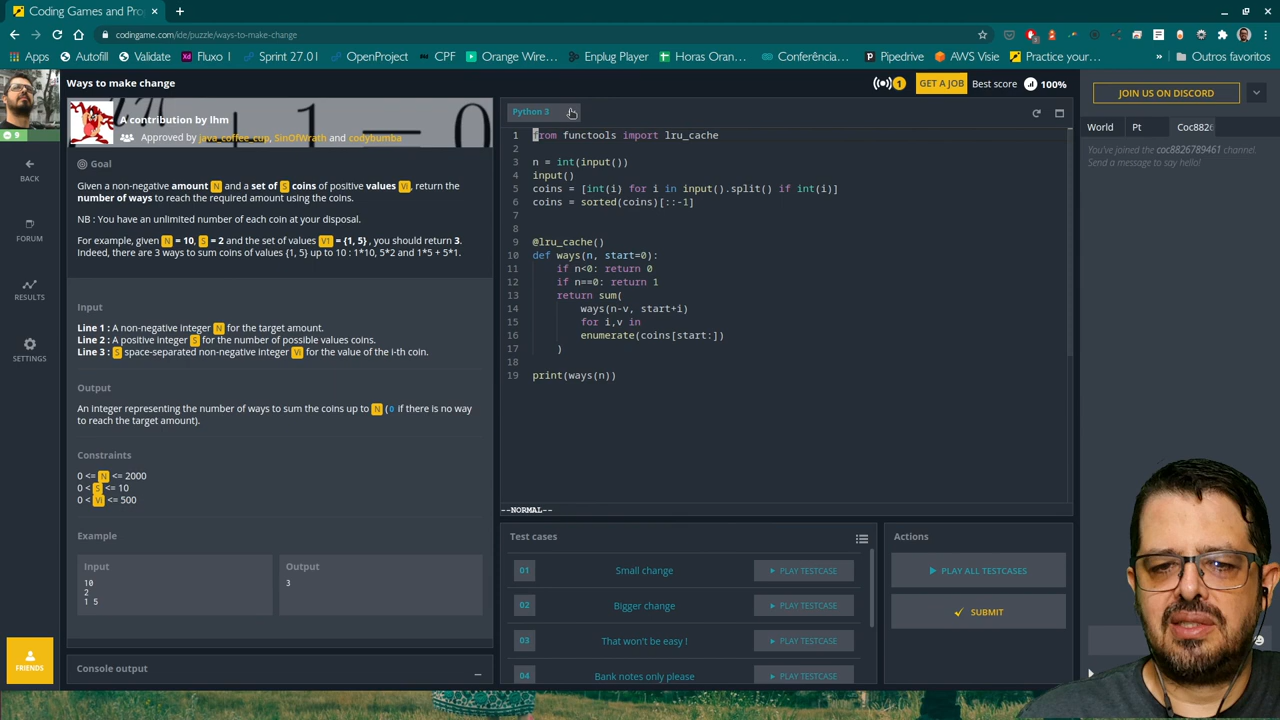 Coding Games and Pro
codingame.com/ide/puzzle/ways-to-make-change
Apps
Autofill
Validate
Fluxo I
Sprint 27.01
OpenProject
CPF
Orange Wire...
Enplug Player
Horas Oran...
Conferência...
Pipedrive
AWS Visie
Practice your...
Outros favoritos
Ways to make change
1
GET A JOB
Best score
100%
9
A contribution by lhm
Approved by java_coffee_cup, SinOfWrath and codybumba
BACK
FORUM
RESULTS
SETTINGS
FRIENDS
Goal
Given a non-negative amount N and a set of S coins of positive values Vi, return the
number of ways to reach the required amount using the coins.
NB : You have an unlimited number of each coin at your disposal.
For example, given N = 10, S = 2 and the set of values V1 = {1, 5} , you should return 3.
Indeed, there are 3 ways to sum coins of values {1, 5} up to 10 : 1*10, 5*2 and 1*5 + 5*1.
Input
Line 1 : A non-negative integer N for the target amount.
Line 2 : A positive integer S for the number of possible values coins.
Line 3 : S space-separated non-negative integer Vi for the value of the i-th coin.
Output
An integer representing the number of ways to sum the coins up to N (0 if there is no way
to reach the target amount).
Constraints
0 <= N <= 2000
0 < S <= 10
0 < Vi <= 500
Example
Input
10
2
1 5
Output
3
Console output
Python 3
1 from functools import lru_cache
2
3 n = int(input())
4 input()
5 coins = [int(i) for i in input().split() if int(i)]
6 coins = sorted(coins)[::-1]
7
8
9 @lru_cache()
10 def ways(n, start=0):
11 if n<0: return 0
12 if n==0: return 1
13 return sum(
14 ways(n-v, start+i)
15 for i,v in
16 enumerate(coins[start:])
17 )
18
19 print(ways(n))
--NORMAL--
Test cases
01 Small change PLAY TESTCASE
02 Bigger change PLAY TESTCASE
03 That won't be easy ! PLAY TESTCASE
04 Bank notes only please PLAY TESTCASE
Actions
PLAY ALL TESTCASES
SUBMIT
JOIN US ON DISCORD
World
Pt
Coc8826
You've joined the coc8826789461 channel.
Send a message to say hello!